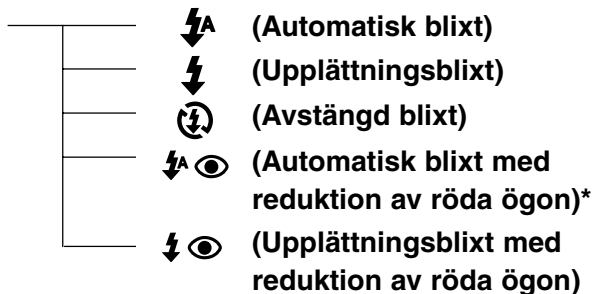 A (Automatisk blixt)
(Upplättningsblixt)
(Avstängd blixt)
A (Automatisk blixt med
reduktion av röda ögon)*
(Upplättningsblixt med
reduktion av röda ögon)